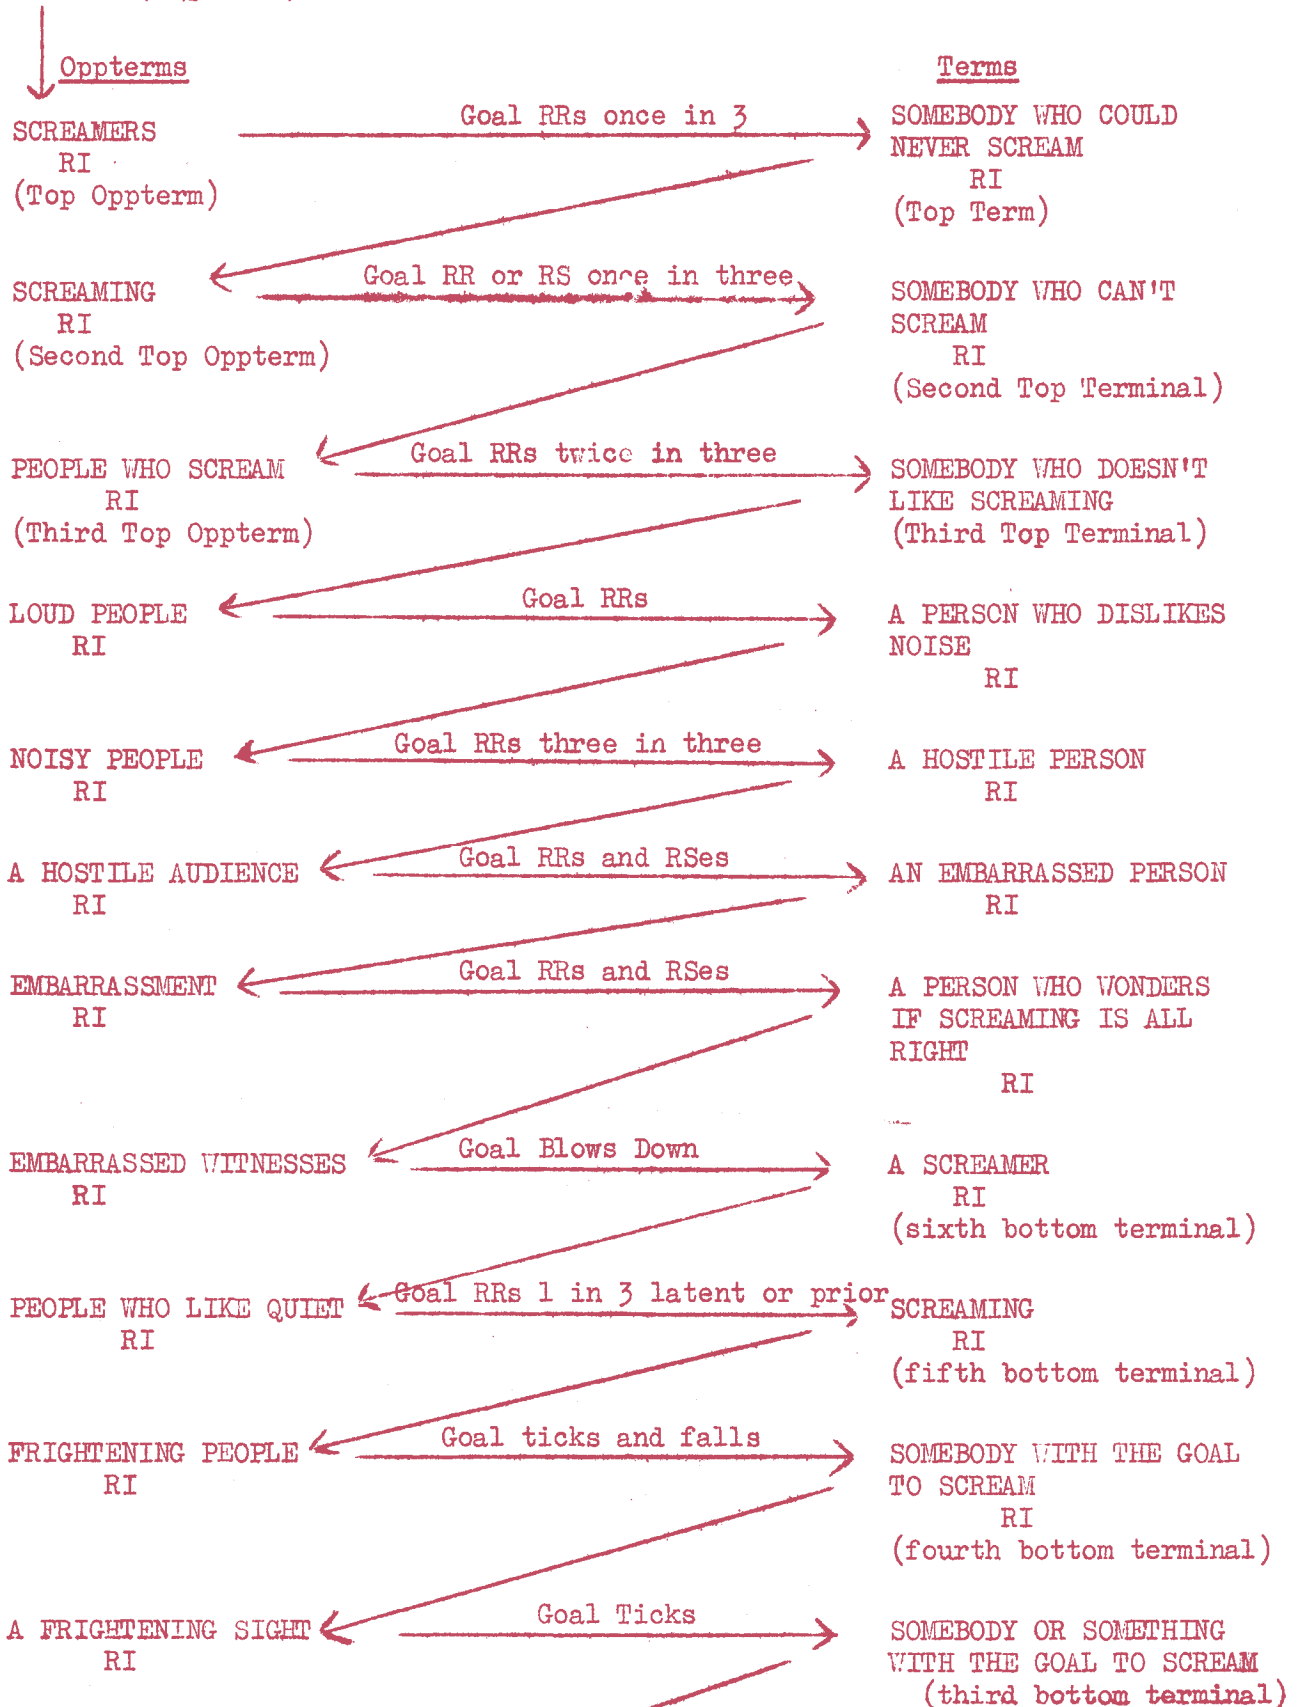 Oppterms Terms
SCREAMERS Goal RRs once in 3 SOMEBODY WHO COULD
RI NEVER SCREAM
(Top Oppterm) RI
(Top Term)
SCREAMING Goal RR or RS once in three SOMEBODY WHO CAN'T
RI SCREAM
(Second Top Oppterm) RI
(Second Top Terminal)
PEOPLE WHO SCREAM Goal RRs twice in three SOMEBODY WHO DOESN'T
RI LIKE SCREAMING
(Third Top Oppterm) (Third Top Terminal)
LOUD PEOPLE Goal RRs A PERSON WHO DISLIKES
RI NOISE
RI
NOISY PEOPLE Goal RRs three in three A HOSTILE PERSON
RI RI
A HOSTILE AUDIENCE Goal RRs and RSes AN EMBARRASSED PERSON
RI RI
EMBARRASSMENT Goal RRs and RSes A PERSON WHO WONDERS
RI IF SCREAMING IS ALL
RIGHT
RI
EMBARRASSED WITNESSES Goal Blows Down A SCREAMER
RI RI
(sixth bottom terminal)
PEOPLE WHO LIKE QUIET Goal RRs 1 in 3 latent or prior SCREAMING
RI RI
(fifth bottom terminal)
FRIGHTENING PEOPLE Goal ticks and falls SOMEBODY WITH THE GOAL
RI TO SCREAM
RI
(fourth bottom terminal)
A FRIGHTENING SIGHT Goal Ticks SOMEBODY OR SOMETHING
RI WITH THE GOAL TO SCREAM
(third bottom terminal)